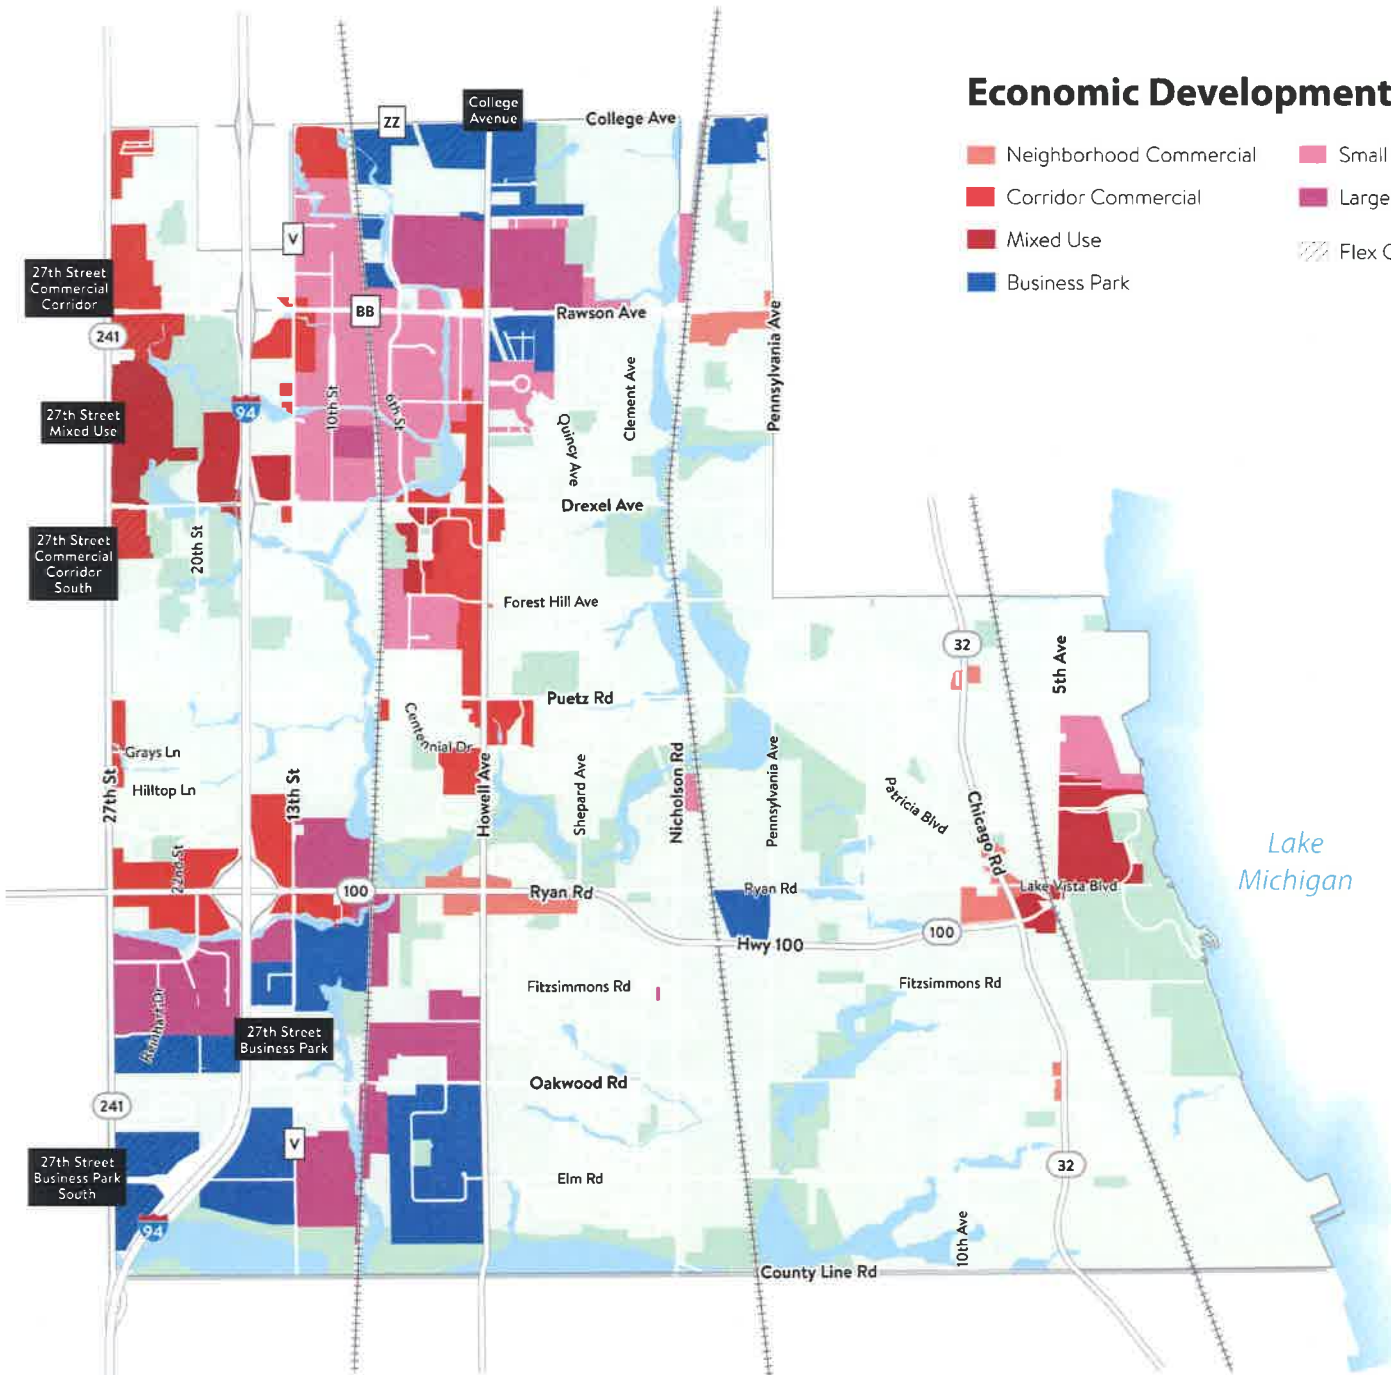 Economic Development
Neighborhood Commercial
Corridor Commercial
Mixed Use
Business Park
Small
Large
Flex
ZZ
College
Avenue
College Ave
V
27th Street
Commercial
Corridor
241
BB
Rawson Ave
Pennsylvania Ave
27th Street
Mixed Use
94
10th St
6th St
Quincy Ave
Clement Ave
Drexel Ave
27th Street
Commercial
Corridor
South
20th St
Forest Hill Ave
32
5th Ave
Puetz Rd
Centennial Dr
Grays Ln
Hilltop Ln
27th St
13th St
Howell Ave
Shepard Ave
Nicholson Rd
Pennsylvania Ave
Patricia Blvd
Chicago Rd
Lake
Michigan
22nd St
100
Ryan Rd
Ryan Rd
Lake Vista Blvd
Hwy 100
100
Fitzsimmons Rd
Fitzsimmons Rd
27th Street
Business Park
Oakwood Rd
241
V
27th Street
Business Park
South
Elm Rd
32
94
10th Ave
County Line Rd